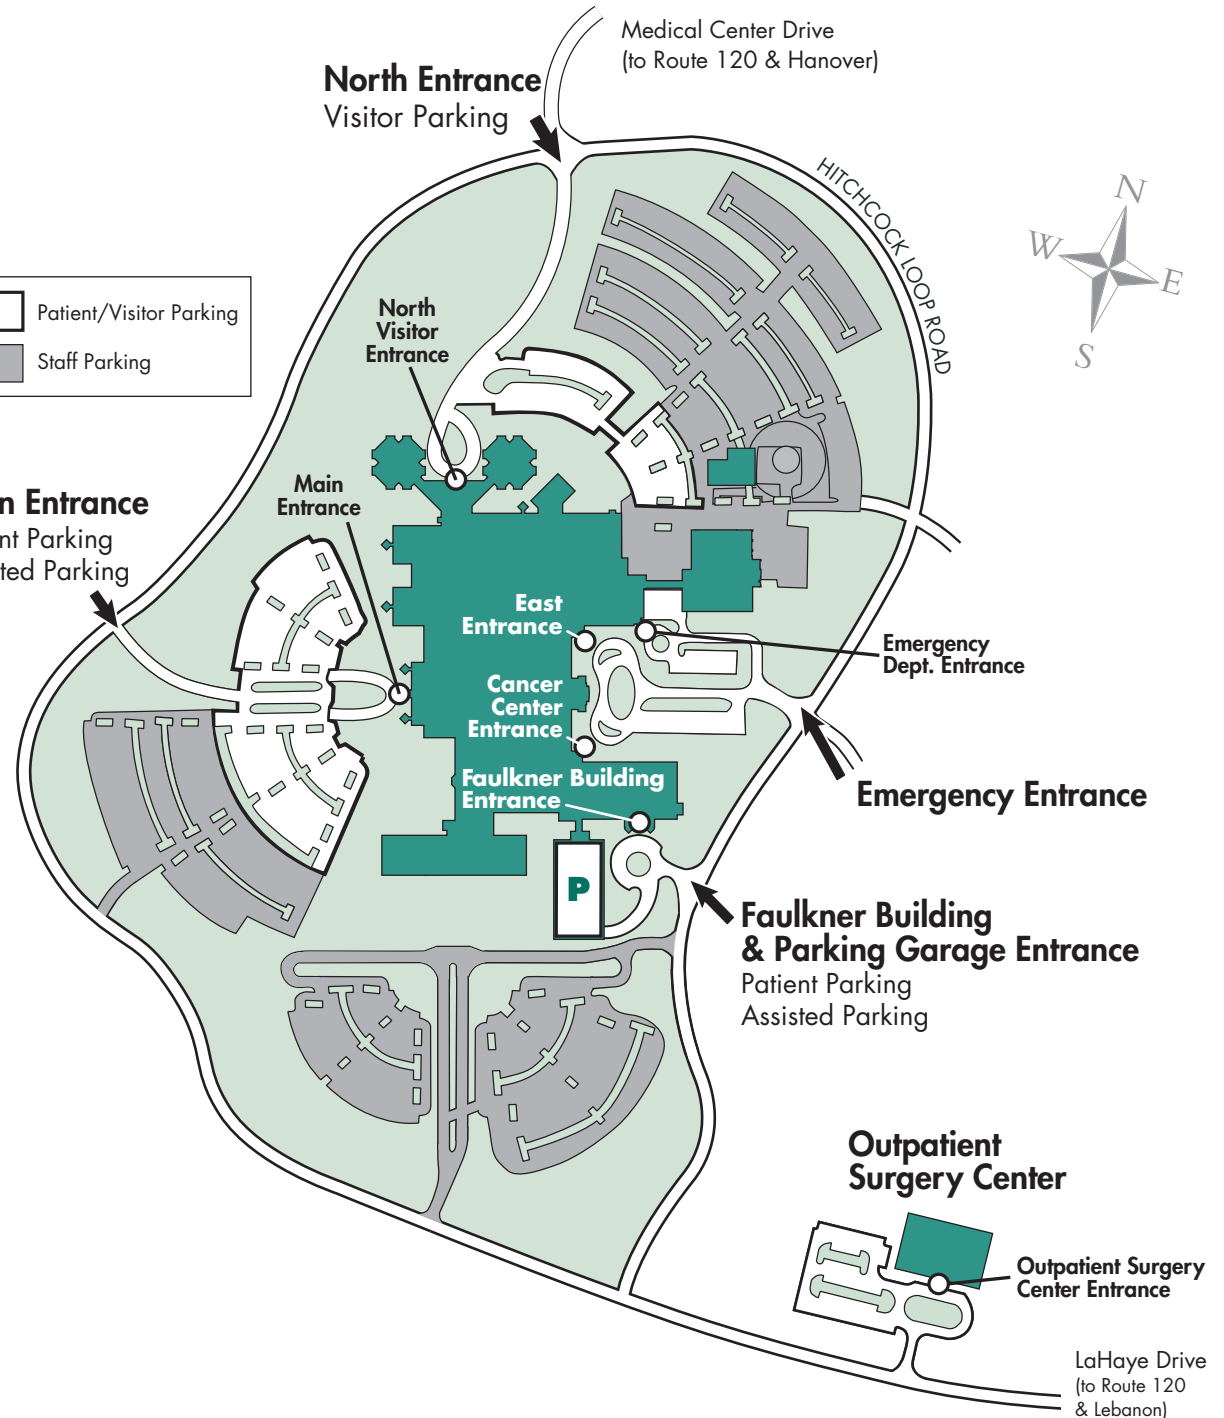 Medical Center Drive
(to Route 120 & Hanover)
North Entrance
Visitor Parking
HITCHCOCK LOOP ROAD
N
W
E
S
Patient/Visitor Parking
Staff Parking
North
Visitor
Entrance
Main
Entrance
n Entrance
nt Parking
ted Parking
East
Entrance
Emergency
Dept. Entrance
Cancer
Center
Entrance
Faulkner Building
Entrance
Emergency Entrance
P
Faulkner Building
& Parking Garage Entrance
Patient Parking
Assisted Parking
Outpatient
Surgery Center
Outpatient Surgery
Center Entrance
LaHaye Drive
(to Route 120
& Lebanon)